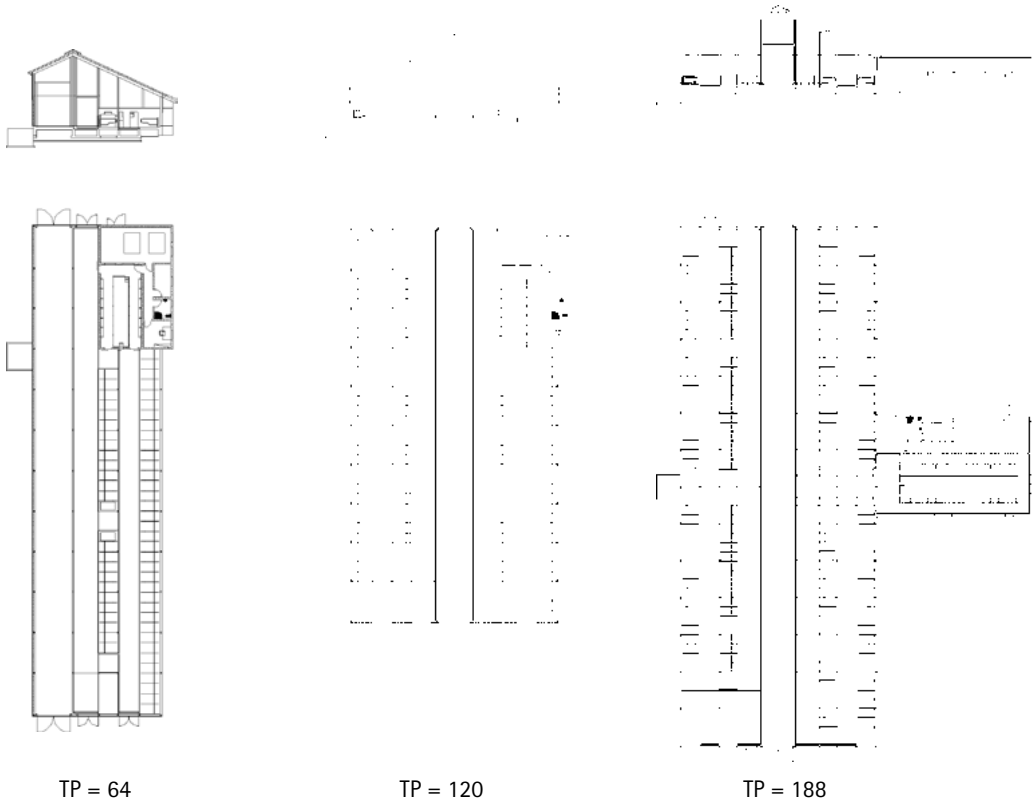 TP = 64
TP = 120
TP = 188